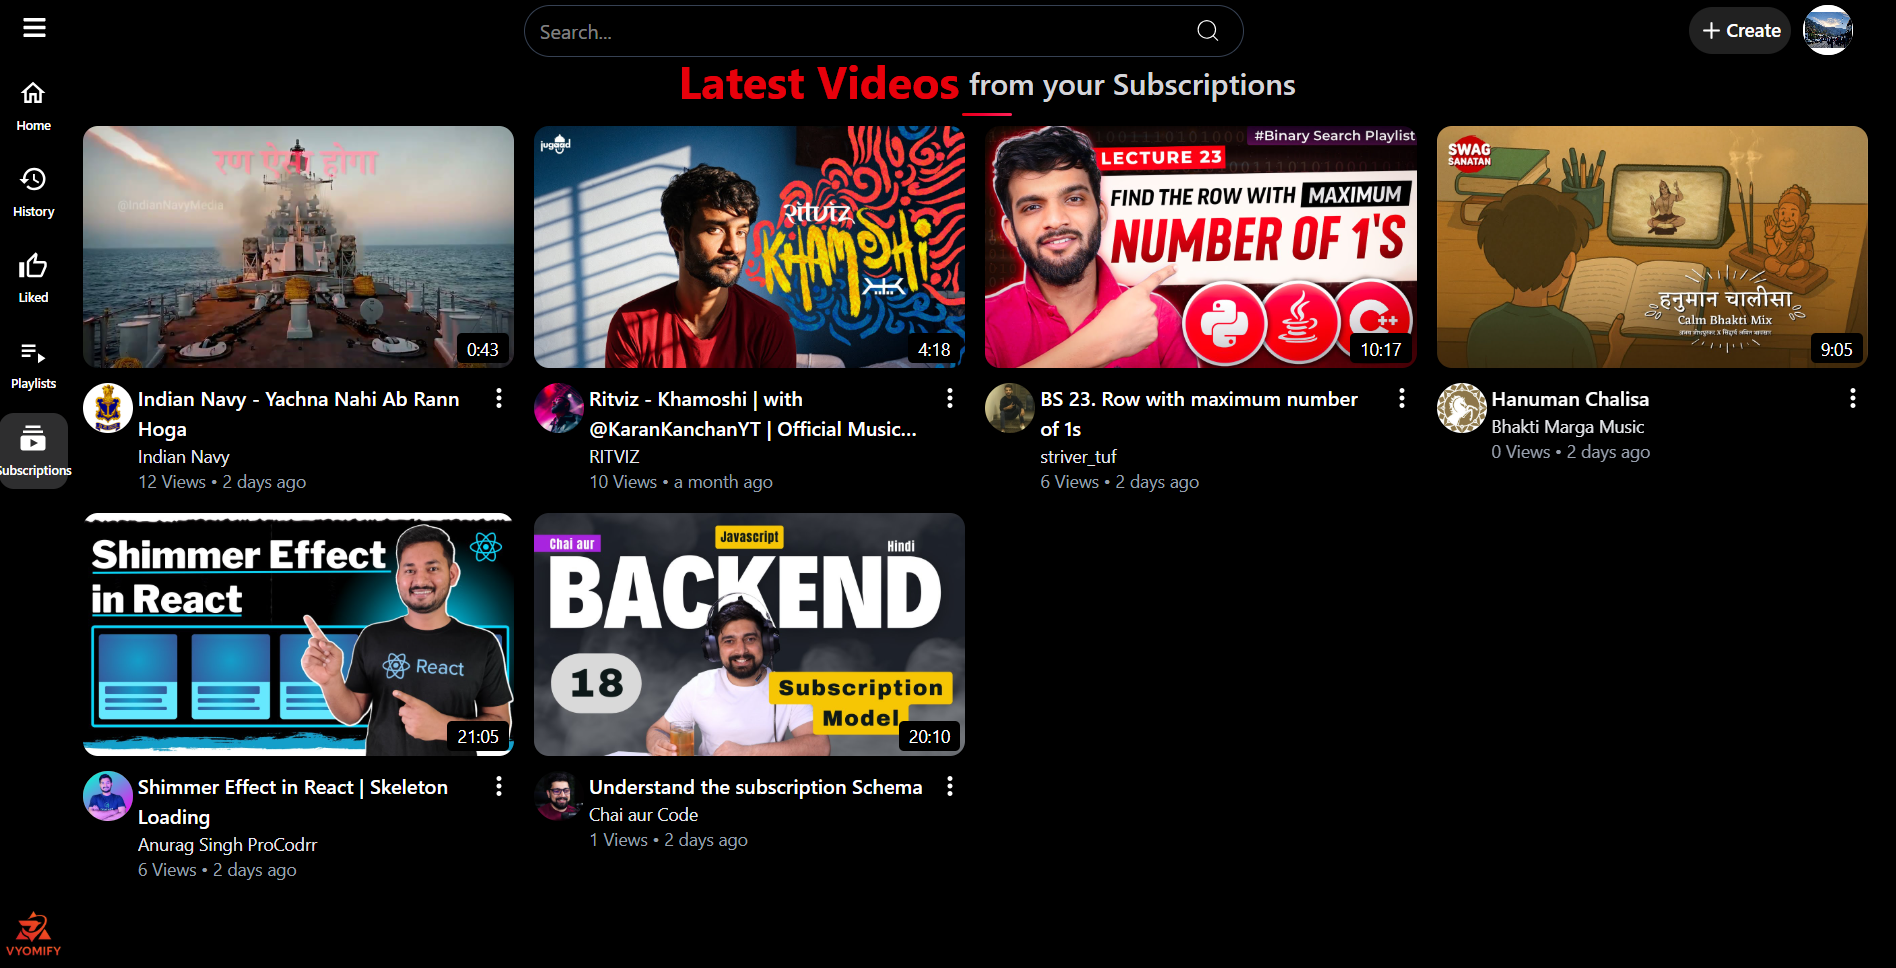 Search...
Create
Latest Videos from your Subscriptions
Home
History
Liked
Playlists
Subscriptions
रण ऐसा होगा
@IndianNavyMedia
0:43
Indian Navy - Yachna Nahi Ab Rann
Hoga
Indian Navy
12 Views • 2 days ago
jugaad
RITVIZ
KHAMOSHI
4:18
Ritviz - Khamoshi | with
@KaranKanchanYT | Official Music...
RITVIZ
10 Views • a month ago
#Binary Search Playlist
LECTURE 23
FIND THE ROW WITH MAXIMUM
NUMBER OF 1'S
C++
10:17
BS 23. Row with maximum number
of 1s
striver_tuf
6 Views • 2 days ago
SWAG
SANATAN
हनुमान चालीसा
Calm Bhakti Mix
9:05
Hanuman Chalisa
Bhakti Marga Music
0 Views • 2 days ago
Shimmer Effect
in React
React
21:05
Shimmer Effect in React | Skeleton
Loading
Anurag Singh ProCodrr
6 Views • 2 days ago
Javascript
Chai aur
Hindi
BACKEND
18
Subscription
Model
20:10
Understand the subscription Schema
Chai aur Code
1 Views • 2 days ago
VYOMIFY